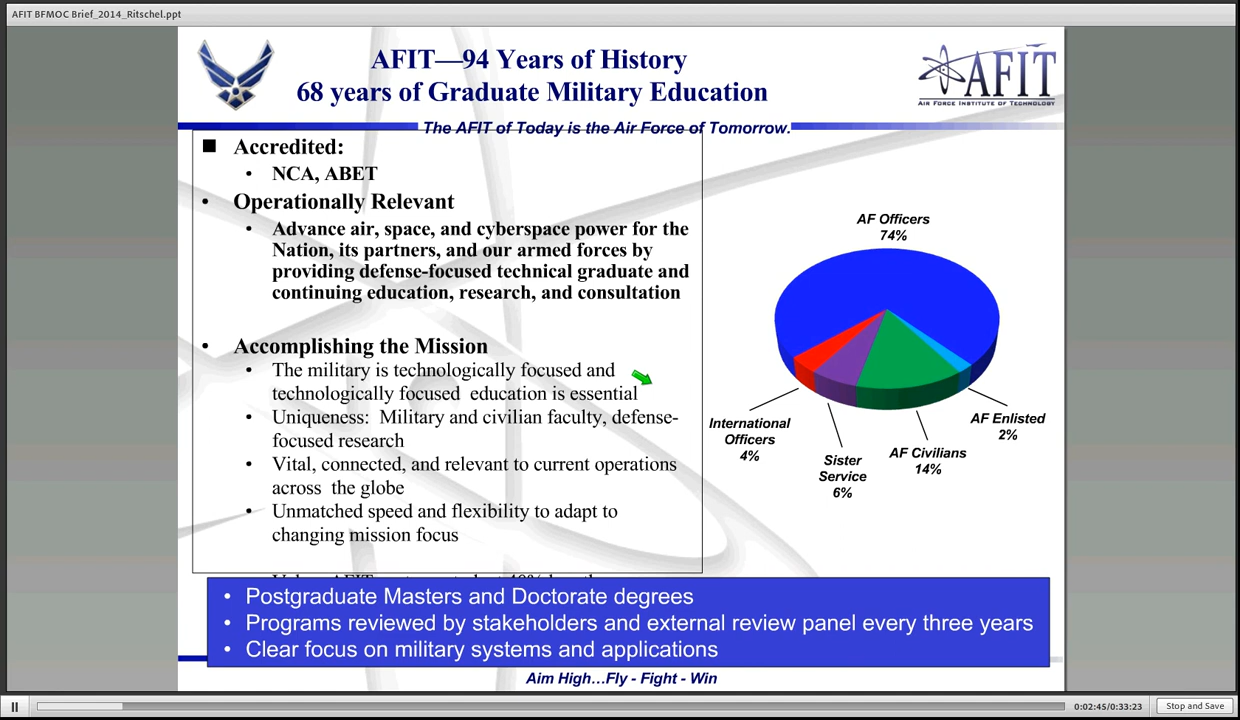 AFIT BFMOC Brief_2014_Ritschel.ppt
AFIT—94 Years of History
68 years of Graduate Military Education
AFIT
AIR FORCE INSTITUTE OF TECHNOLOGY
The AFIT of Today is the Air Force of Tomorrow.
■ Accredited:
• NCA, ABET
• Operationally Relevant
• Advance air, space, and cyberspace power for the
Nation, its partners, and our armed forces by
providing defense-focused technical graduate and
continuing education, research, and consultation
• Accomplishing the Mission
• The military is technologically focused and
technologically focused education is essential
• Uniqueness: Military and civilian faculty, defense-
focused research
• Vital, connected, and relevant to current operations
across the globe
• Unmatched speed and flexibility to adapt to
changing mission focus
AF Officers
74%
International
Officers
4%
Sister
Service
6%
AF Civilians
14%
AF Enlisted
2%
• Postgraduate Masters and Doctorate degrees
• Programs reviewed by stakeholders and external review panel every three years
• Clear focus on military systems and applications
Aim High...Fly - Fight - Win
0:02:45/0:33:23
Stop and Save